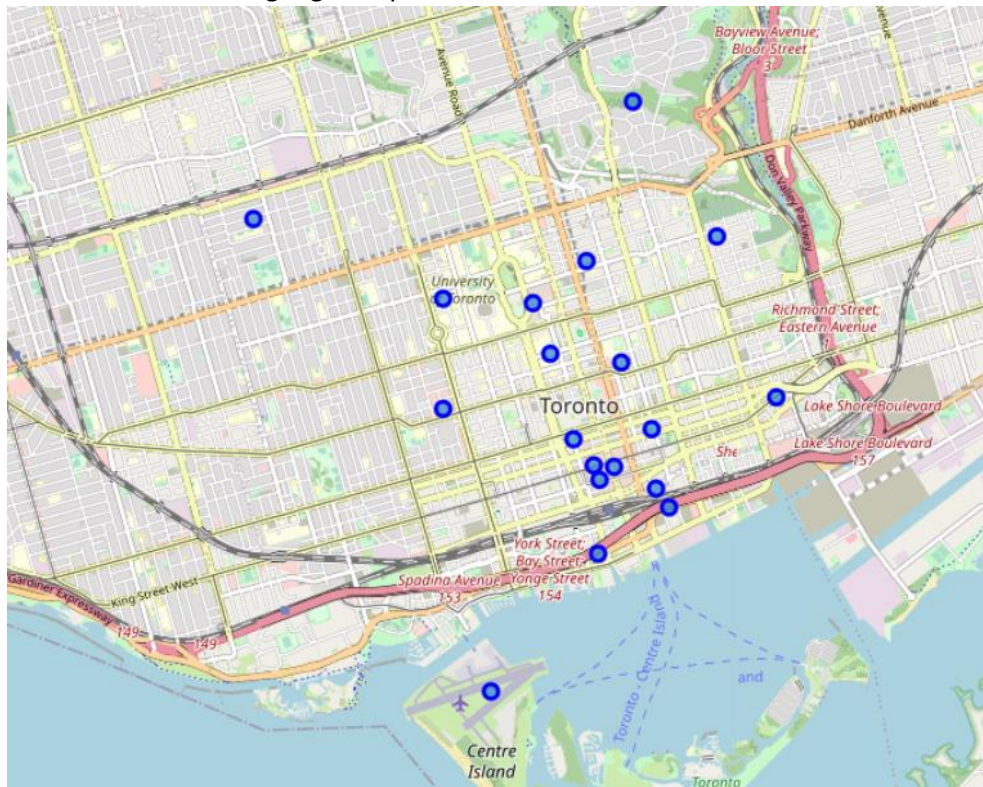 Bayview Avenue;
Bloor Street
3
Avenue
Avenue Road
Danforth Avenue
Don Valley Parkway
University
Toronto
Richmond Street;
Eastern Avenue
1
Toronto
Lake Shore Boulevard
Lake Shore Boulevard
157
She
York Street;
Bay Street
Yonge Street
154
Spadina Avenue
153
King Street West
Gardiner Expressway
149
149
Toronto - Centre Island
and
Centre
Island
Toronto